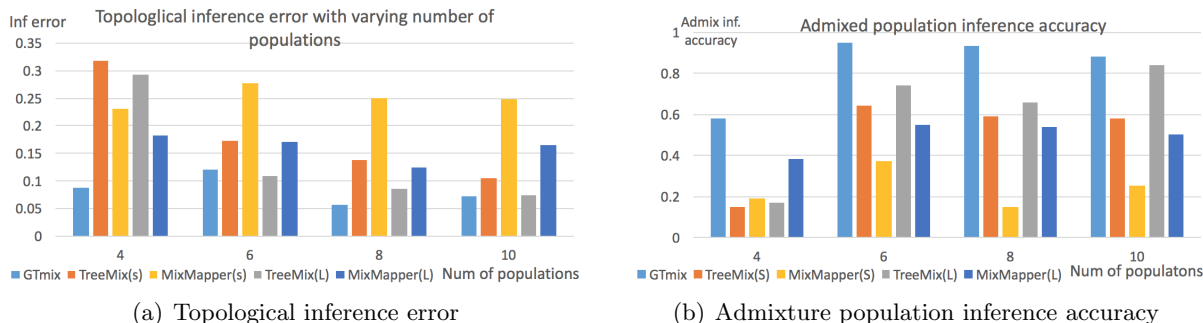 Inf error
Topoplgical inference error with varying number of
populations
0.35
0.3
0.25
0.2
0.15
0.1
0.05
0
4 6 8 10
GTmix TreeMix(s) MixMapper(s) TreeMix(L) MixMapper(L) Num of populations
(a) Topological inference error
Admix inf.
accuracy
Admixed population inference accuracy
1
0.8
0.6
0.4
0.2
0
4 6 8 10
GTmix TreeMix(S) MixMapper(S) TreeMix(L) MixMapper(L) Num of populatons
(b) Admixture population inference accuracy